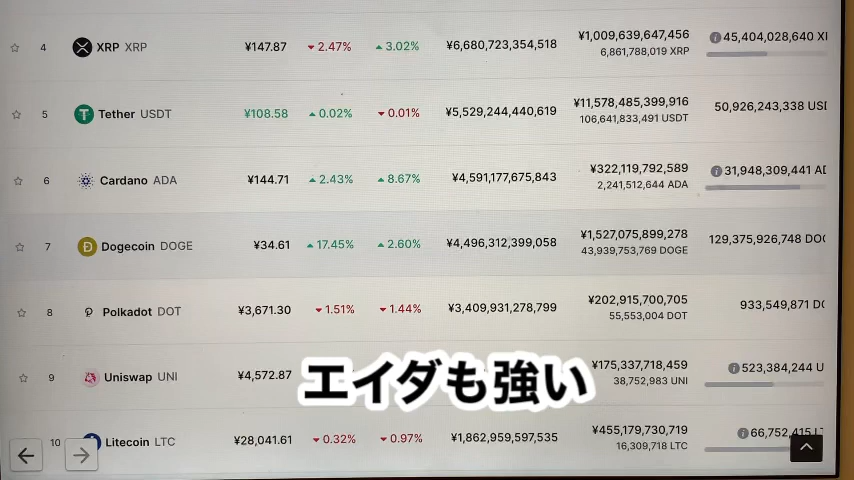 4 XRP XRP ¥147.87 2.47% 3.02% ¥6,680,723,354,518 ¥1,009,639,647,456 45,404,028,640
6,861,788,019 XRP
5 Tether USDT ¥108.58 0.02% 0.01% ¥5,529,244,440,619 ¥11,578,485,399,916 50,926,243,338
106,641,833,491 USDT
6 Cardano ADA ¥144.71 2.43% 8.67% ¥4,591,177,675,843 ¥322,119,792,589 31,948,309,441
2,241,512,644 ADA
7 Dogecoin DOGE ¥34.61 17.45% 2.60% ¥4,496,312,399,058 ¥1,527,075,899,278 129,375,926,748
43,939,753,769 DOGE
8 Polkadot DOT ¥3,671.30 1.51% 1.44% ¥3,409,931,278,799 ¥202,915,700,705 933,549,871
55,553,004 DOT
9 Uniswap UNI ¥4,572.87 ¥175,337,718,459 523,384,244
38,752,983 UNI
エイダも強い
10 Litecoin LTC ¥28,041.61 0.32% 0.97% ¥1,862,959,597,535 ¥455,179,730,719 66,752,415
16,309,718 LTC